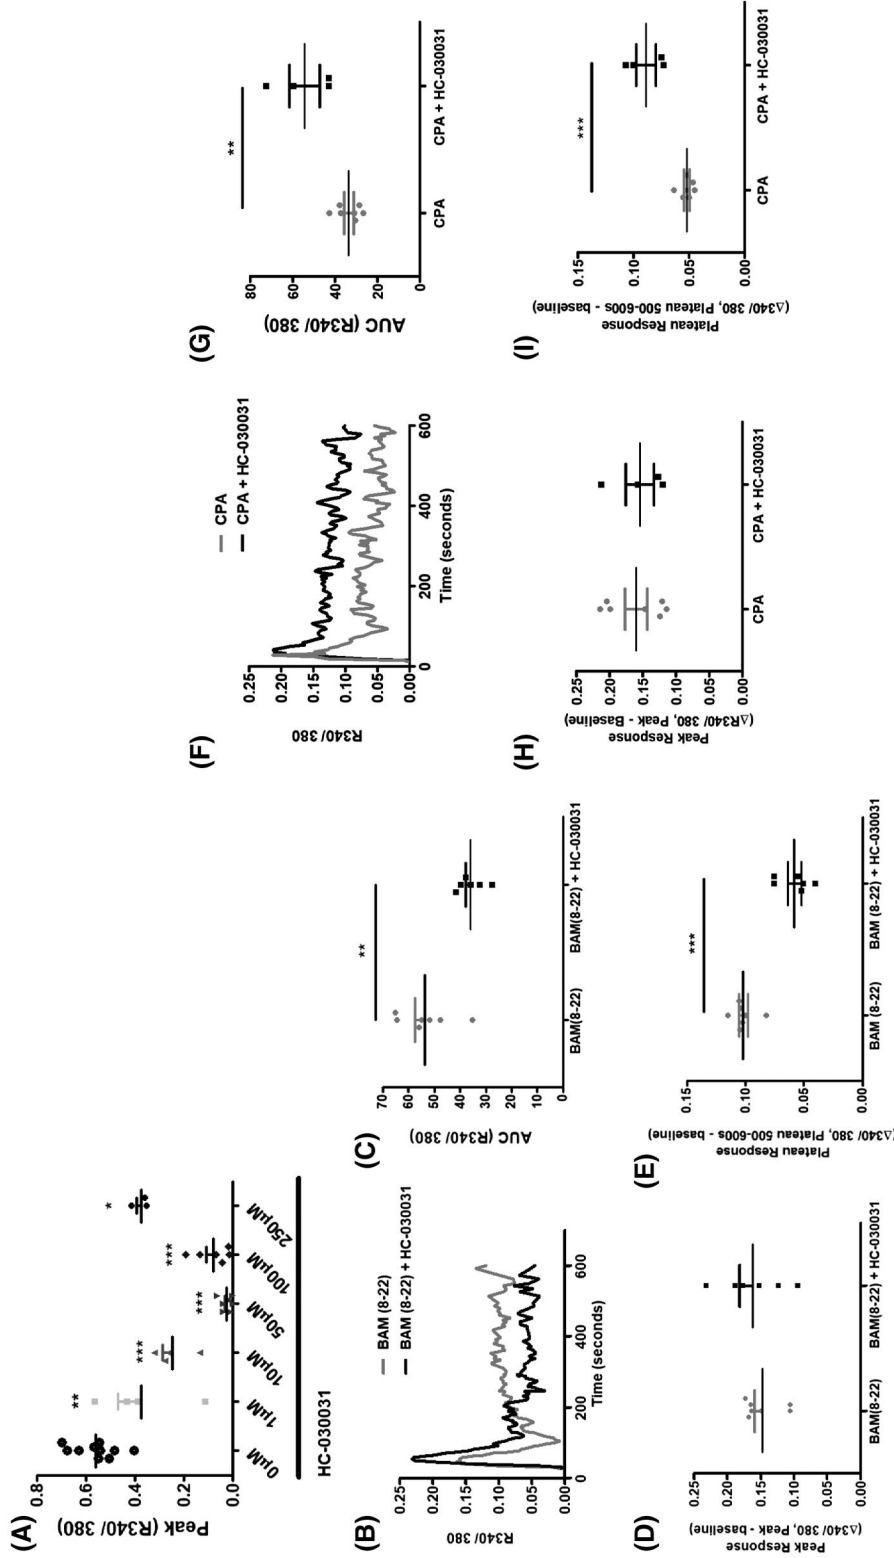 (A)
Peak (R340/ 380)
0.8
0.6
0.4
0.2
0.0
** *** *** *** *
0µM 1µM 10µM 50µM 100µM 250µM
HC-030031
(B)
R340/ 380
0.25
0.20
0.15
0.10
0.05
0.00
BAM (8-22)
BAM (8-22) + HC-030031
0 200 400 600
Time (seconds)
(C)
AUC (R340/ 380)
70
60
50
40
30
20
10
0
**
BAM(8-22) BAM(8-22) + HC-030031
(D)
Peak Response
(Δ340/ 380, Peak - baseline)
0.25
0.20
0.15
0.10
0.05
0.00
BAM(8-22) BAM(8-22) + HC-030031
(E)
Plateau Response
(Δ340/ 380, Plateau 500-600s - baseline)
0.15
0.10
0.05
0.00
***
BAM (8-22) BAM (8-22) + HC-030031
(F)
R340/ 380
0.25
0.20
0.15
0.10
0.05
0.00
CPA
CPA + HC-030031
0 200 400 600
Time (seconds)
(G)
AUC (R340/ 380)
80
60
40
20
0
**
CPA CPA + HC-030031
(H)
Peak Response
(ΔR340/ 380, Peak - Baseline)
0.25
0.20
0.15
0.10
0.05
0.00
CPA CPA + HC-030031
(I)
Plateau Response
(Δ340/ 380, Plateau 500-600s - baseline)
0.15
0.10
0.05
0.00
***
CPA CPA + HC-030031